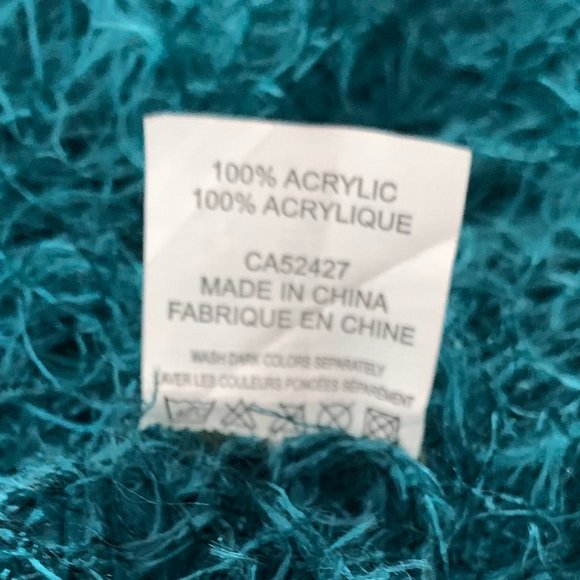 100% ACRYLIC
100% ACRYLIQUE
CA52427
MADE IN CHINA
FABRIQUE EN CHINE
WASH DARK COLORS SEPARATELY
LAVER LES COULEURS FONCÉES SÉPARÉMENT